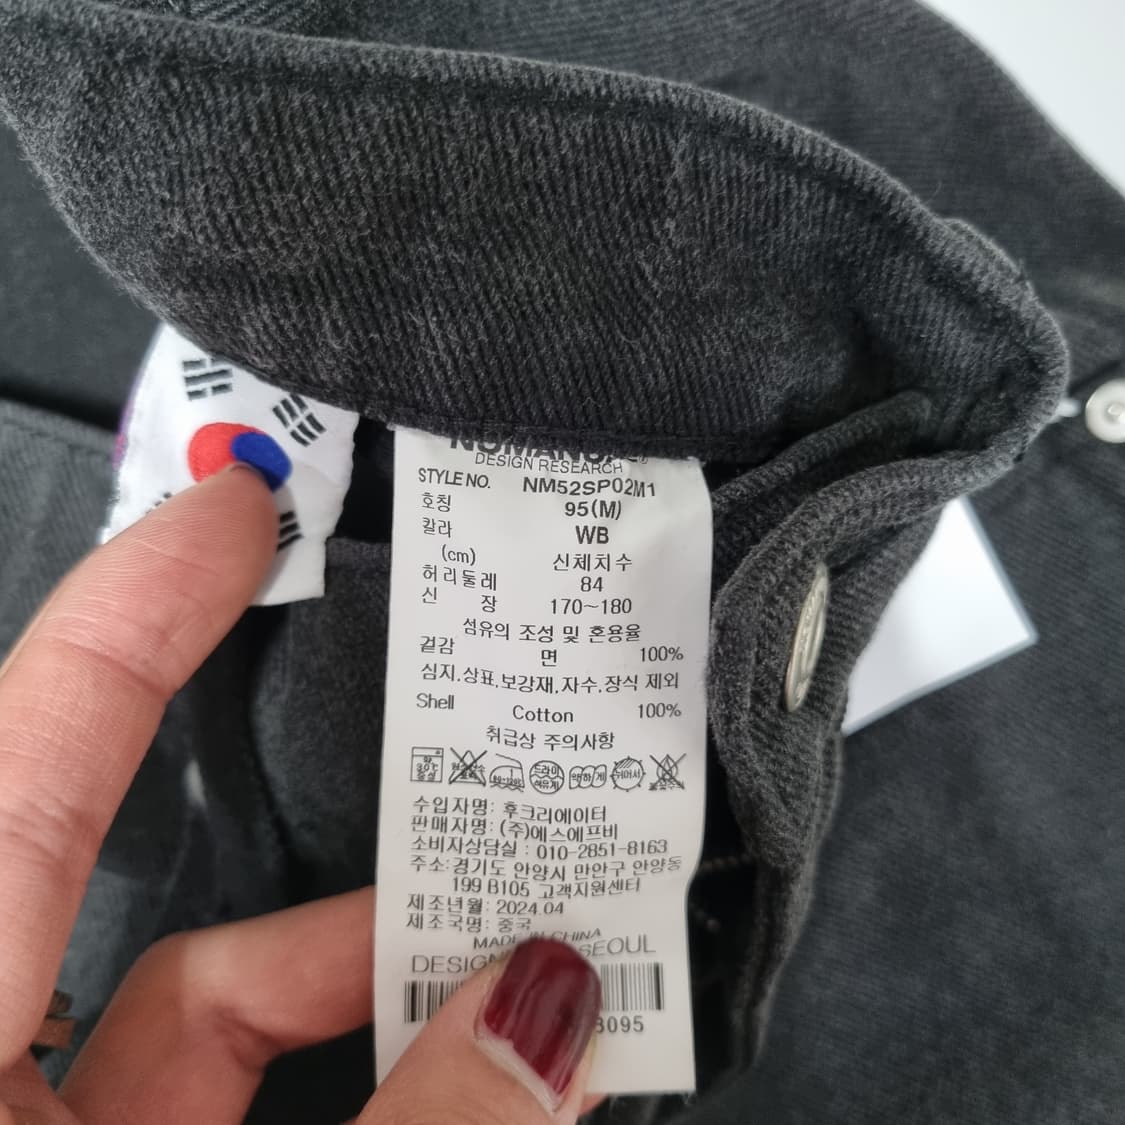 DESIGN RESEARCH
STYLE NO. NM52SP02M1
호칭 95(M)
칼라 WB
(cm) 신체치수
허리둘레 84
신 장 170~180
섬유의 조성 및 혼용율
겉감 면 100%
심지.상표.보강재.자수.장식 제외
Shell Cotton 100%
취급상 주의사항
수입자명: 후크리에이터
판매자명: (주)에스에프비
소비자상담실 : 010-2851-8163
주소:경기도 안양시 만안구 안양동
199 B105 고객지원센터
제조년월: 2024.04
제조국명: 중국
MADE IN CHINA
DESIGN SEOUL
3095